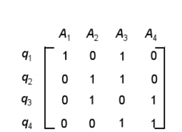 A₁ A₂ A₃ A₄
q₁ 1 0 1 0
q₂ 0 1 1 0
q₃ 0 1 0 1
q₄ 0 0 1 1